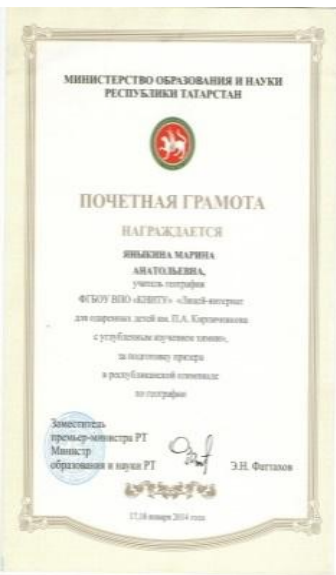 МИНИСТЕРСТВО ОБРАЗОВАНИЯ И НАУКИ
РЕСПУБЛИКИ ТАТАРСТАН
ПОЧЕТНАЯ ГРАМОТА
НАГРАЖДАЕТСЯ
ЯНЫКИНА МАРИНА
АНАТОЛЬЕВНА,
учитель географии
ФГБОУ ВПО «КНИТУ» «Лицей-интернат
для одаренных детей им. П.А. Кирпичникова
с углубленным изучением химии»,
за подготовку призера
в республиканской олимпиаде
по географии
Заместитель
премьер-министра РТ
Министр
образования и науки РТ
Э.Н. Фаттахов
17,18 января 2014 года